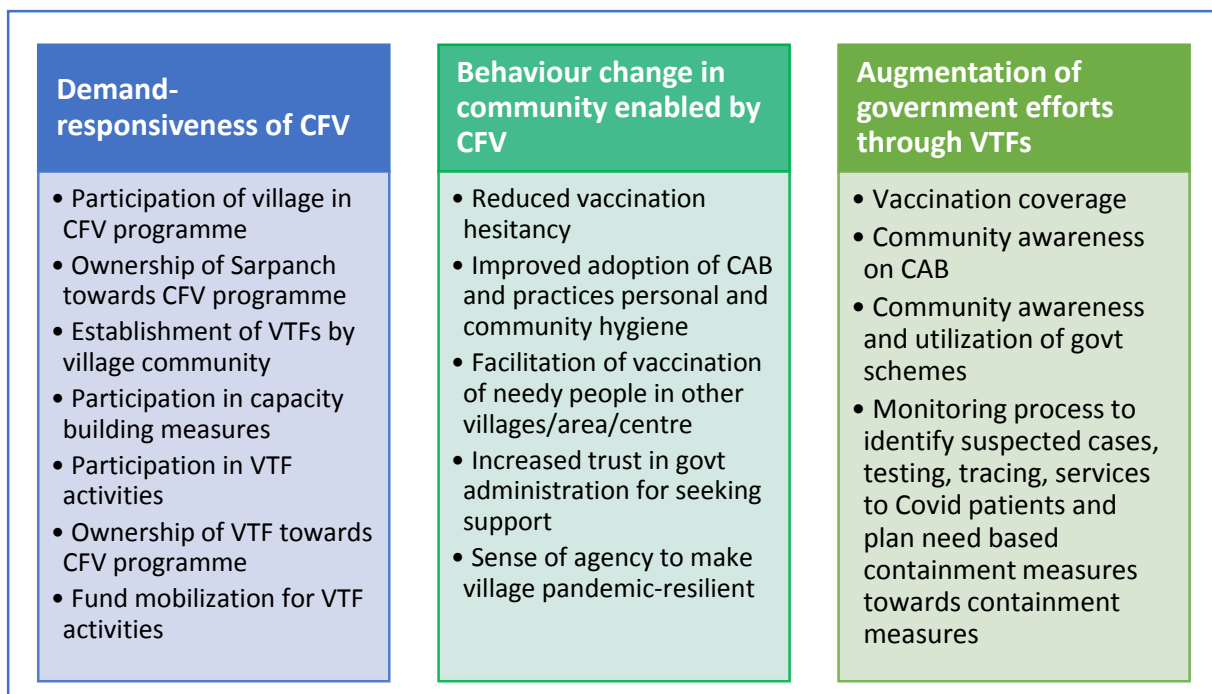 Demand-
responsiveness of CFV
• Participation of village in
CFV programme
• Ownership of Sarpanch
towards CFV programme
• Establishment of VTFs by
village community
• Participation in capacity
building measures
• Participation in VTF
activities
• Ownership of VTF towards
CFV programme
• Fund mobilization for VTF
activities
Behaviour change in
community enabled by
CFV
• Reduced vaccination
hesitancy
• Improved adoption of CAB
and practices personal and
community hygiene
• Facilitation of vaccination
of needy people in other
villages/area/centre
• Increased trust in govt
administration for seeking
support
• Sense of agency to make
village pandemic-resilient
Augmentation of
government efforts
through VTFs
• Vaccination coverage
• Community awareness
on CAB
• Community awareness
and utilization of govt
schemes
• Monitoring process to
identify suspected cases,
testing, tracing, services
to Covid patients and
plan need based
containment measures
towards containment
measures